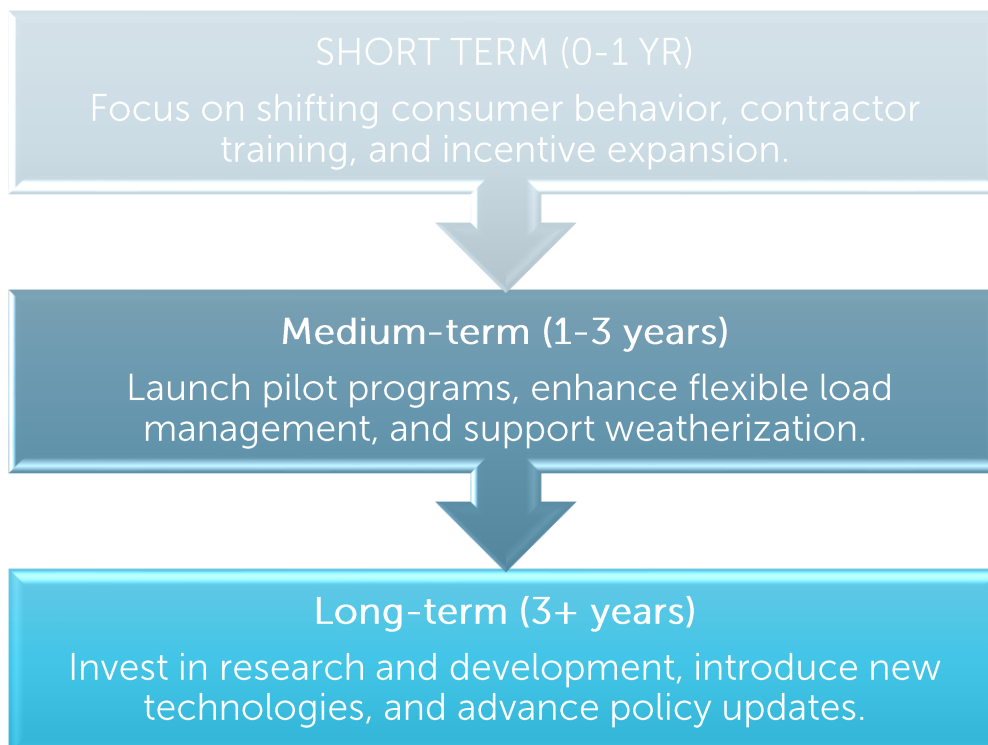 SHORT TERM (0-1 YR)
Focus on shifting consumer behavior, contractor
training, and incentive expansion.
Medium-term (1-3 years)
Launch pilot programs, enhance flexible load
management, and support weatherization.
Long-term (3+ years)
Invest in research and development, introduce new
technologies, and advance policy updates.